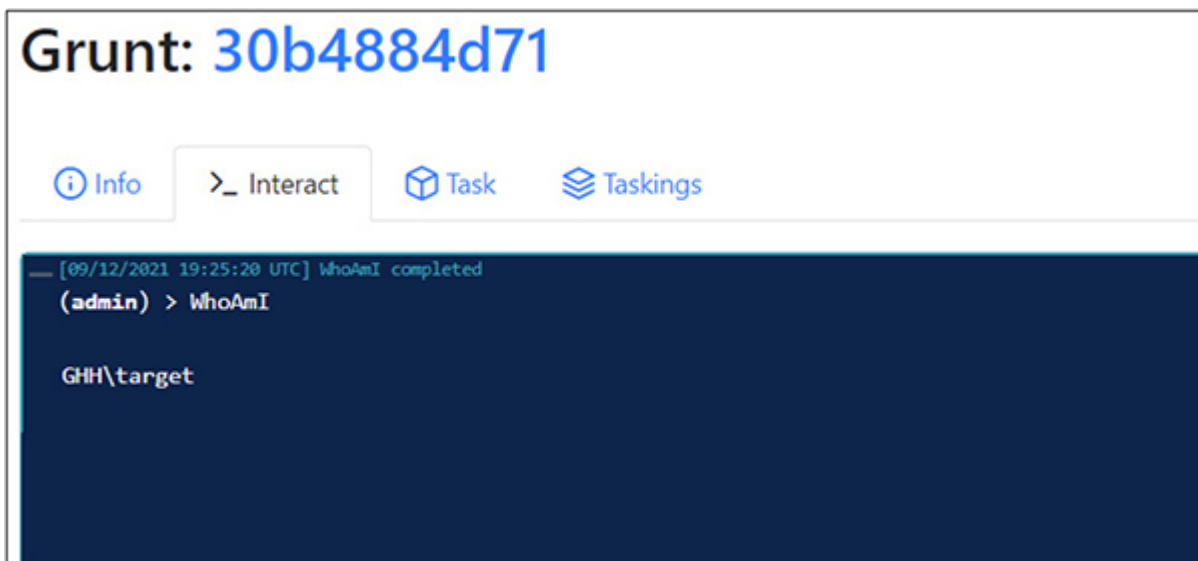 Grunt: 30b4884d71
Info >_ Interact Task Taskings
[09/12/2021 19:25:20 UTC] WhoAmI completed
(admin) > WhoAmI
GHH\target